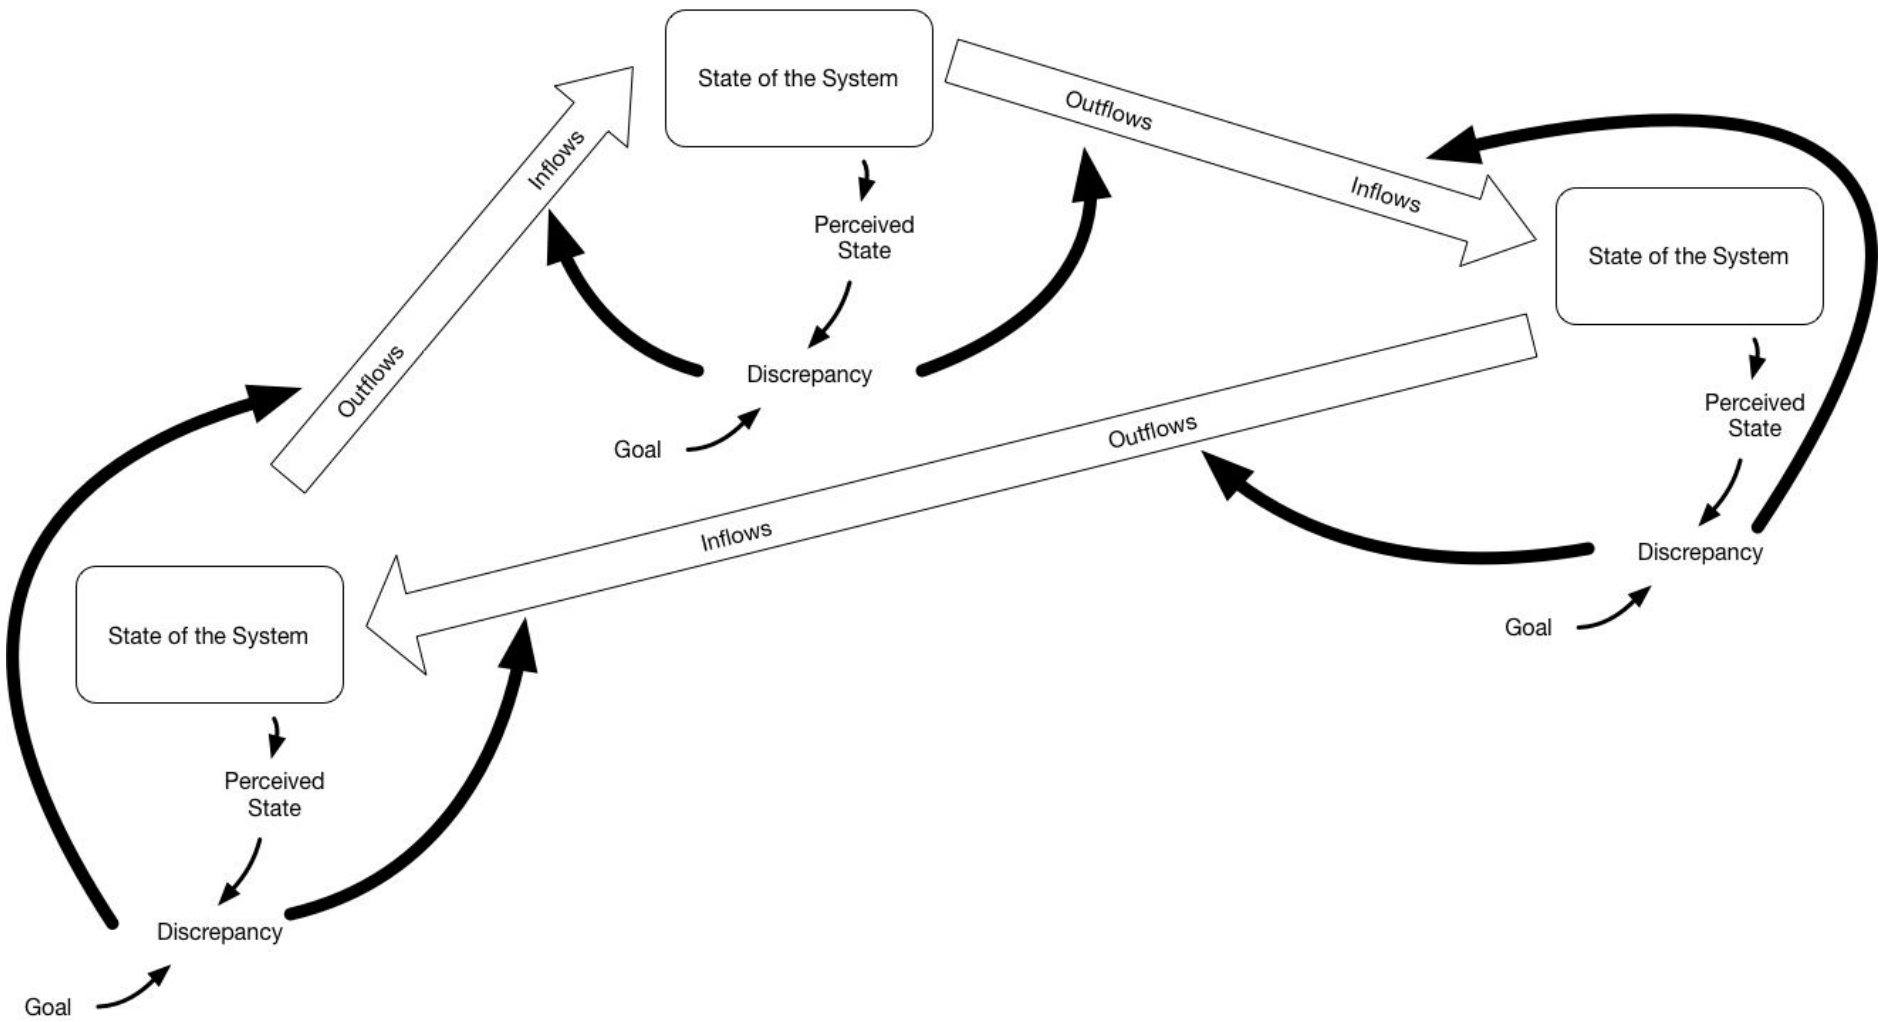 State of the System
Outflows
Inflows
Inflows
Perceived
State
Discrepancy
Goal
Outflows
State of the System
Perceived
State
Discrepancy
Goal
Outflows
Inflows
State of the System
Perceived
State
Discrepancy
Goal